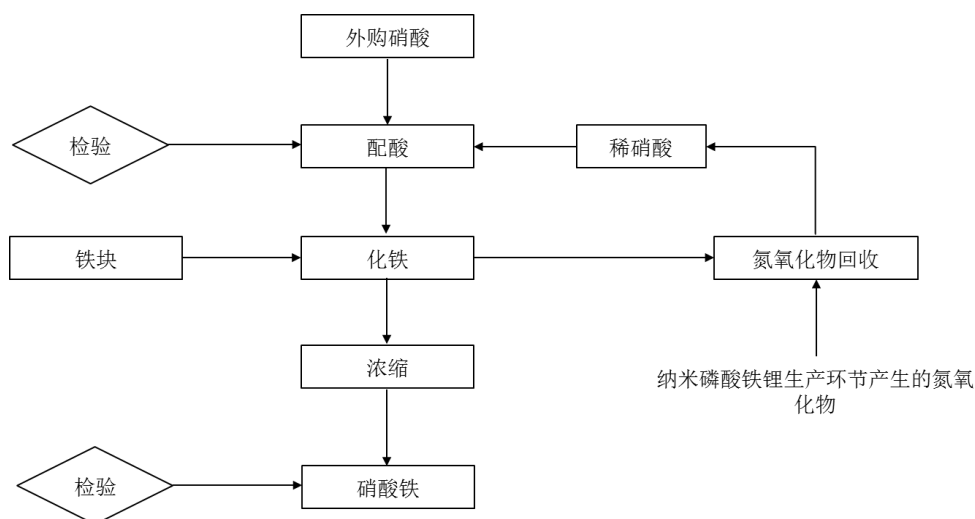 外购硝酸
检验
配酸
稀硝酸
铁块
化铁
氮氧化物回收
浓缩
纳米磷酸铁锂生产环节产生的氮氧
化物
检验
硝酸铁